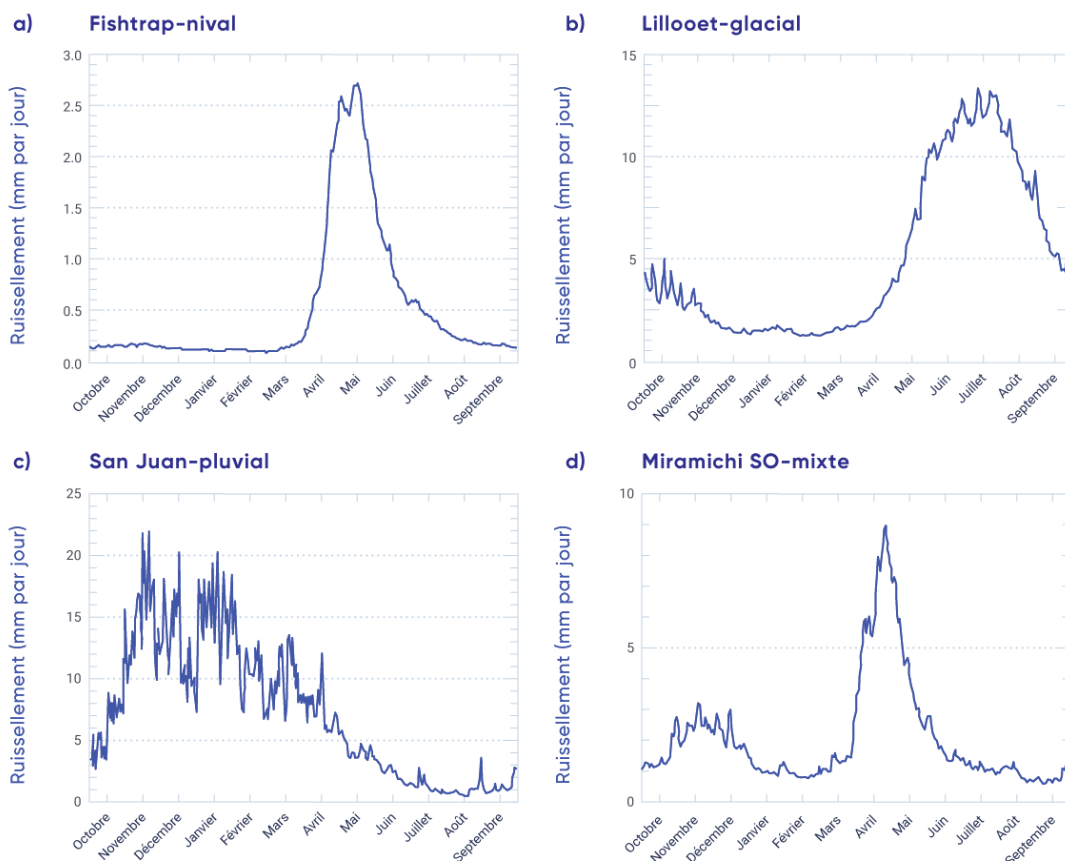 a) Fishtrap-nival
Ruissellement (mm par jour)
3.0
2.5
2.0
1.5
1.0
0.5
0.0
Octobre
Novembre
Décembre
Janvier
Février
Mars
Avril
Mai
Juin
Juillet
Août
Septembre
b) Lillooet-glacial
Ruissellement (mm par jour)
15
10
5
0
Octobre
Novembre
Décembre
Janvier
Février
Mars
Avril
Mai
Juin
Juillet
Août
Septembre
c) San Juan-pluvial
Ruissellement (mm par jour)
25
20
15
10
5
0
Octobre
Novembre
Décembre
Janvier
Février
Mars
Avril
Mai
Juin
Juillet
Août
Septembre
d) Miramichi SO-mixte
Ruissellement (mm par jour)
10
5
0
Octobre
Novembre
Décembre
Janvier
Février
Mars
Avril
Mai
Juin
Juillet
Août
Septembre